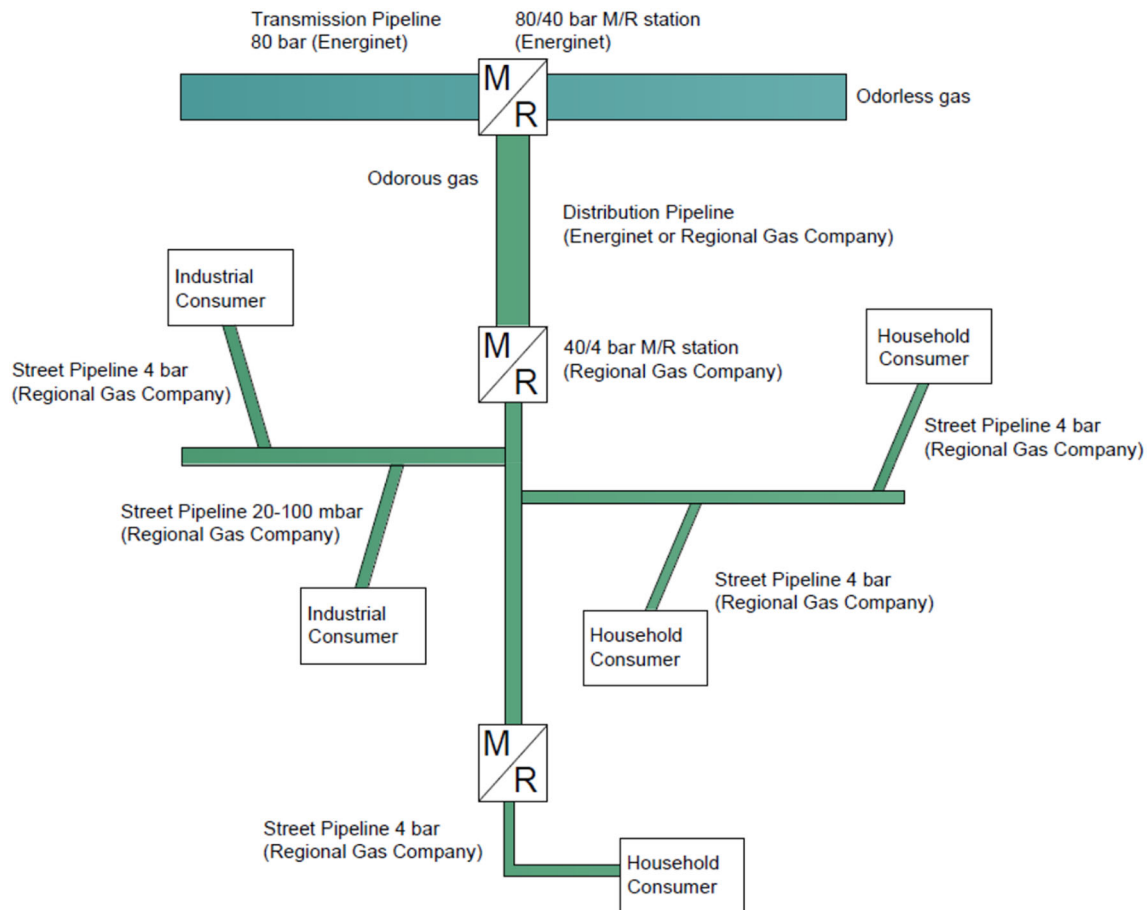 Transmission Pipeline
80 bar (Energinet)
80/40 bar M/R station
(Energinet)
M
R
Odorless gas
Odorous gas
Distribution Pipeline
(Energinet or Regional Gas Company)
Industrial
Consumer
M
R
40/4 bar M/R station
(Regional Gas Company)
Household
Consumer
Street Pipeline 4 bar
(Regional Gas Company)
Street Pipeline 4 bar
(Regional Gas Company)
Street Pipeline 20-100 mbar
(Regional Gas Company)
Street Pipeline 4 bar
(Regional Gas Company)
Industrial
Consumer
Household
Consumer
M
R
Street Pipeline 4 bar
(Regional Gas Company)
Household
Consumer